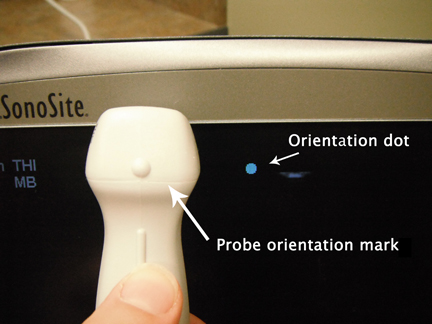 SonoSite.
Orientation dot
THI
MB
Probe orientation mark